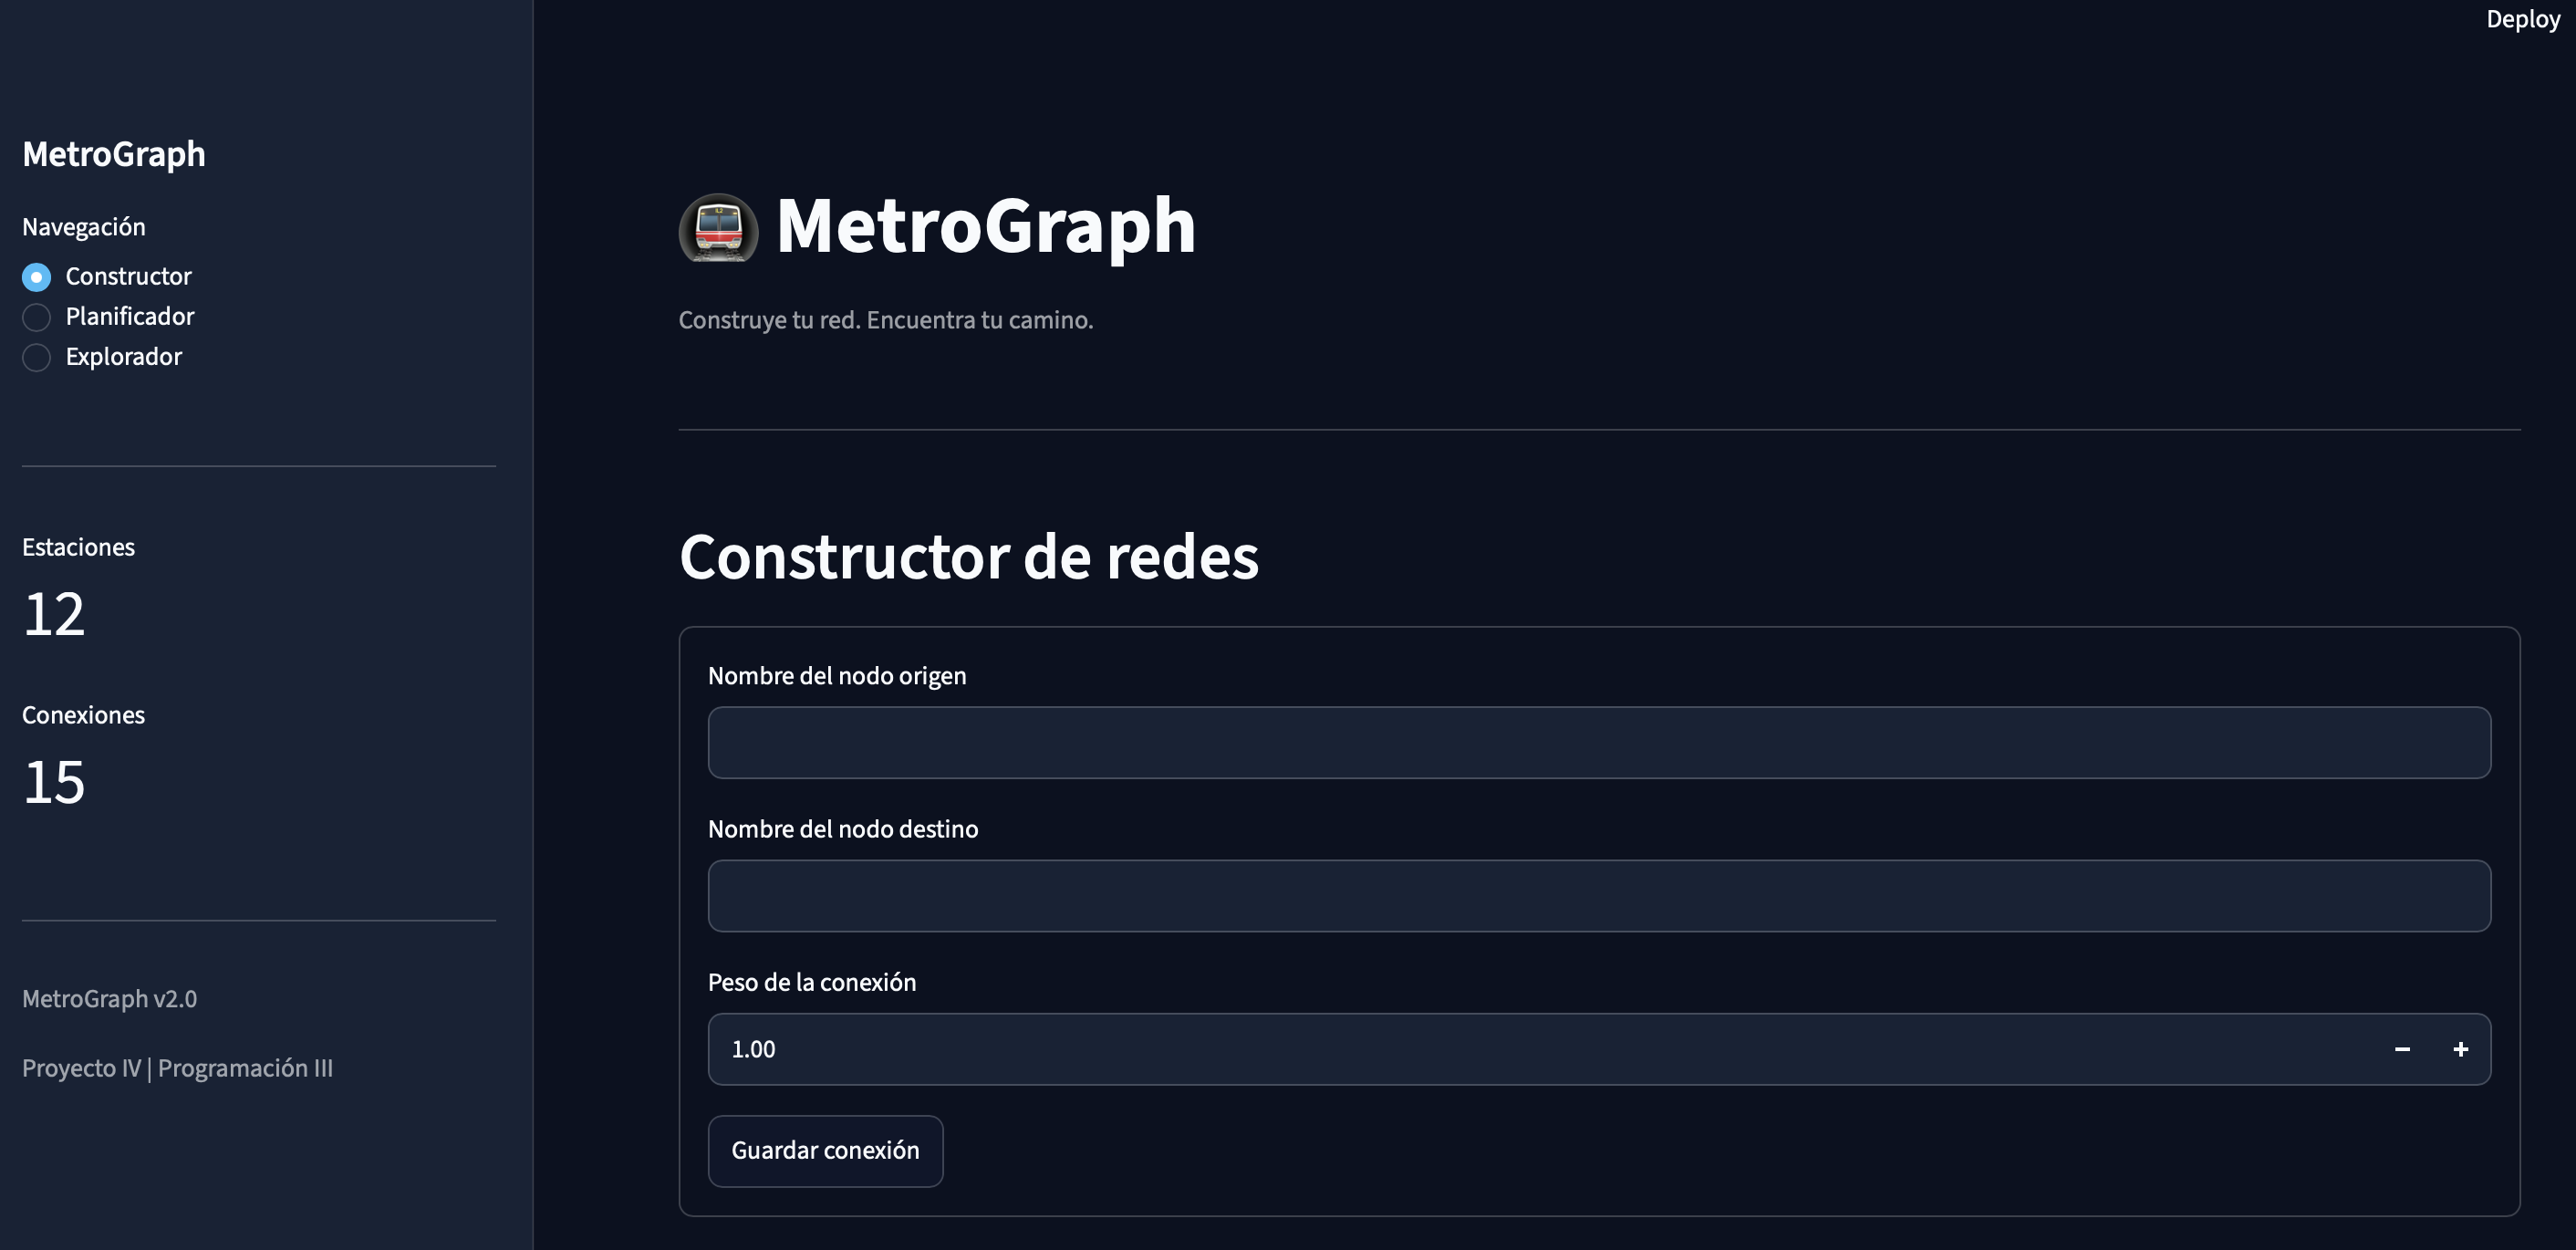 Deploy
MetroGraph
Navegación
Constructor
Planificador
Explorador
Estaciones
12
Conexiones
15
MetroGraph v2.0
Proyecto IV | Programación III
MetroGraph
Construye tu red. Encuentra tu camino.
Constructor de redes
Nombre del nodo origen
Nombre del nodo destino
Peso de la conexión
1.00
Guardar conexión